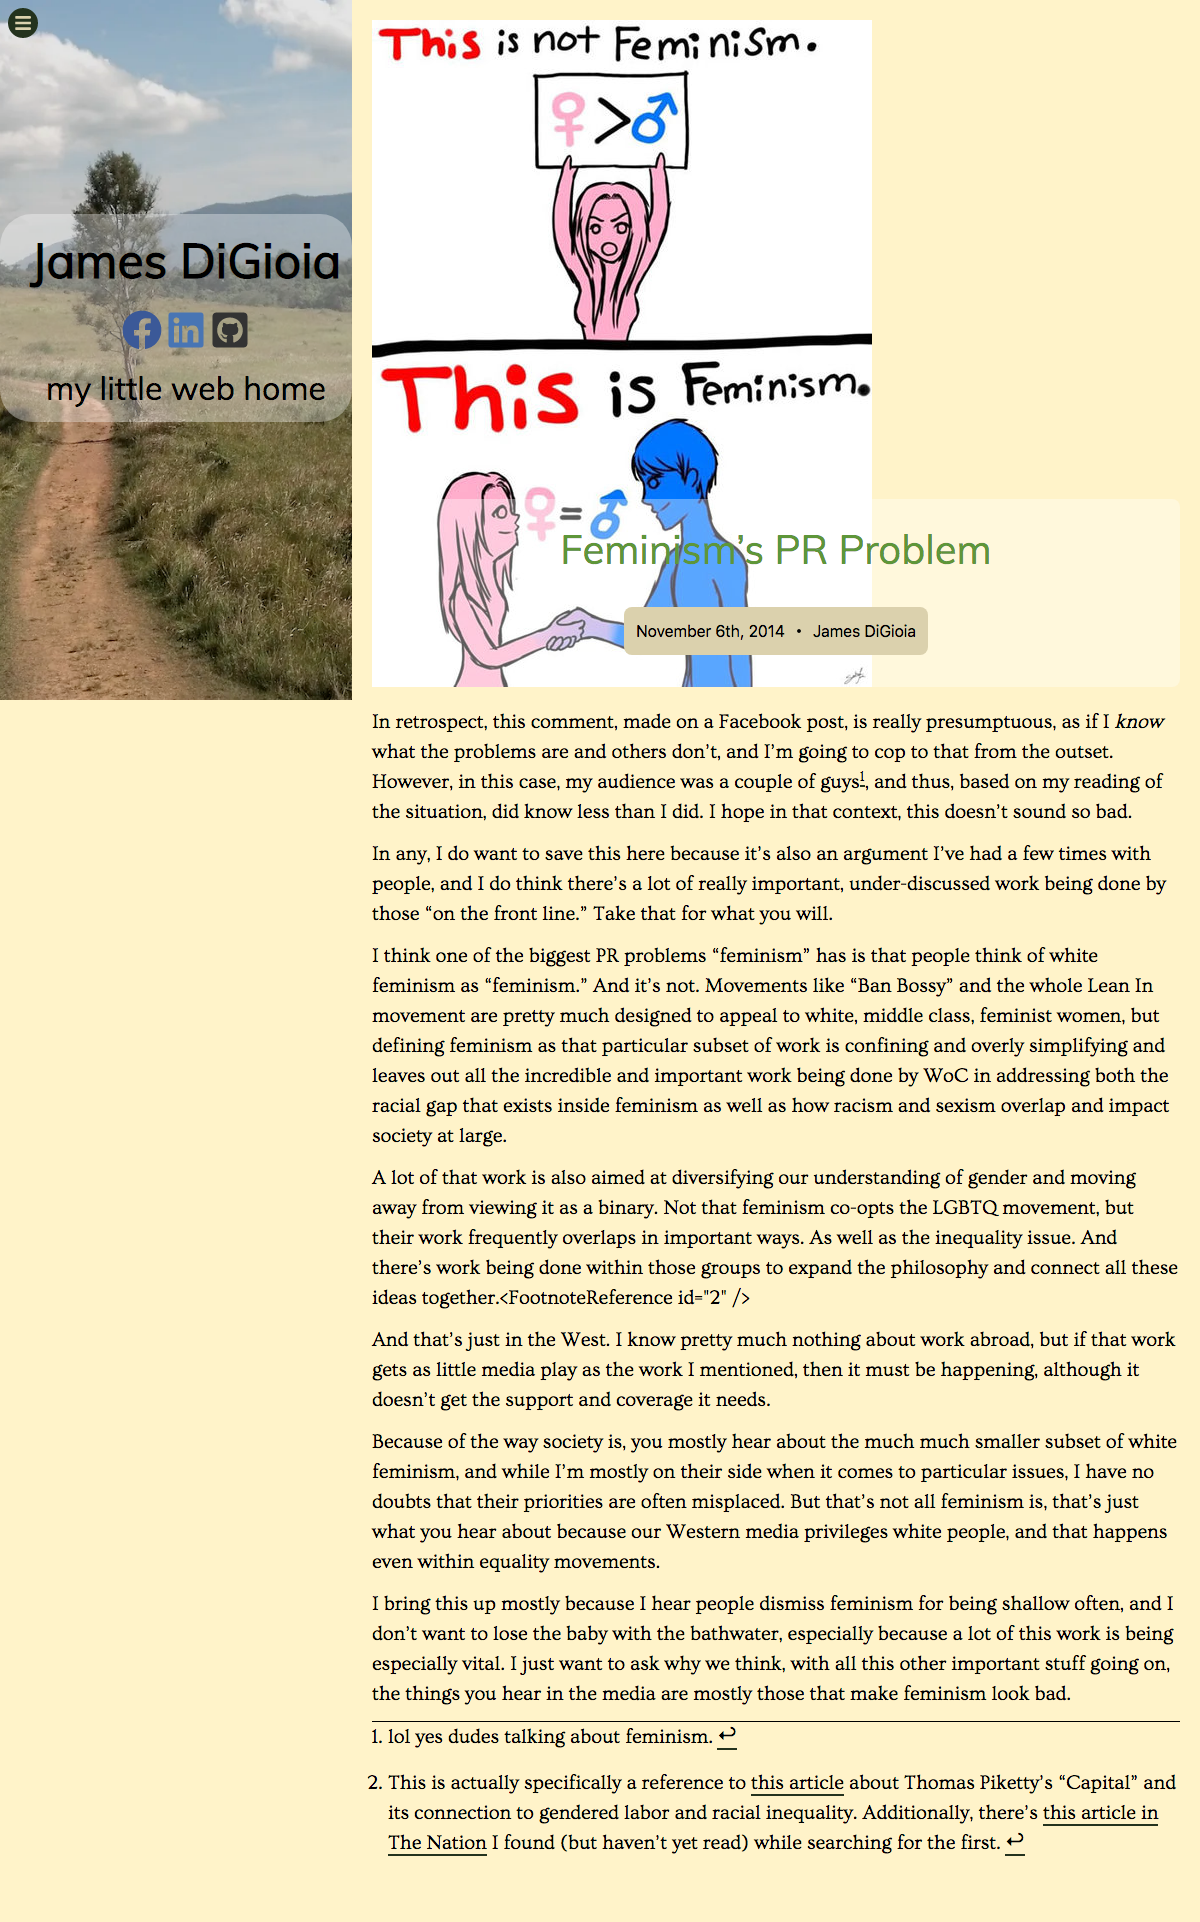 James DiGioia
my little web home
This is not Feminism.
♀>♂
This is Feminism.
♀=♂
Feminism’s PR Problem
November 6th, 2014 • James DiGioia
In retrospect, this comment, made on a Facebook post, is really presumptuous, as if I know
what the problems are and others don’t, and I’m going to cop to that from the outset.
However, in this case, my audience was a couple of guys1, and thus, based on my reading of
the situation, did know less than I did. I hope in that context, this doesn’t sound so bad.
In any, I do want to save this here because it’s also an argument I’ve had a few times with
people, and I do think there’s a lot of really important, under-discussed work being done by
those “on the front line.” Take that for what you will.
I think one of the biggest PR problems “feminism” has is that people think of white
feminism as “feminism.” And it’s not. Movements like “Ban Bossy” and the whole Lean In
movement are pretty much designed to appeal to white, middle class, feminist women, but
defining feminism as that particular subset of work is confining and overly simplifying and
leaves out all the incredible and important work being done by WoC in addressing both the
racial gap that exists inside feminism as well as how racism and sexism overlap and impact
society at large.
A lot of that work is also aimed at diversifying our understanding of gender and moving
away from viewing it as a binary. Not that feminism co-opts the LGBTQ movement, but
their work frequently overlaps in important ways. As well as the inequality issue. And
there’s work being done within those groups to expand the philosophy and connect all these
ideas together.<FootnoteReference id="2" />
And that’s just in the West. I know pretty much nothing about work abroad, but if that work
gets as little media play as the work I mentioned, then it must be happening, although it
doesn’t get the support and coverage it needs.
Because of the way society is, you mostly hear about the much much smaller subset of white
feminism, and while I’m mostly on their side when it comes to particular issues, I have no
doubts that their priorities are often misplaced. But that’s not all feminism is, that’s just
what you hear about because our Western media privileges white people, and that happens
even within equality movements.
I bring this up mostly because I hear people dismiss feminism for being shallow often, and I
don’t want to lose the baby with the bathwater, especially because a lot of this work is being
especially vital. I just want to ask why we think, with all this other important stuff going on,
the things you hear in the media are mostly those that make feminism look bad.
1. lol yes dudes talking about feminism. ↩
2. This is actually specifically a reference to this article about Thomas Piketty’s “Capital” and
its connection to gendered labor and racial inequality. Additionally, there’s this article in
The Nation I found (but haven’t yet read) while searching for the first. ↩